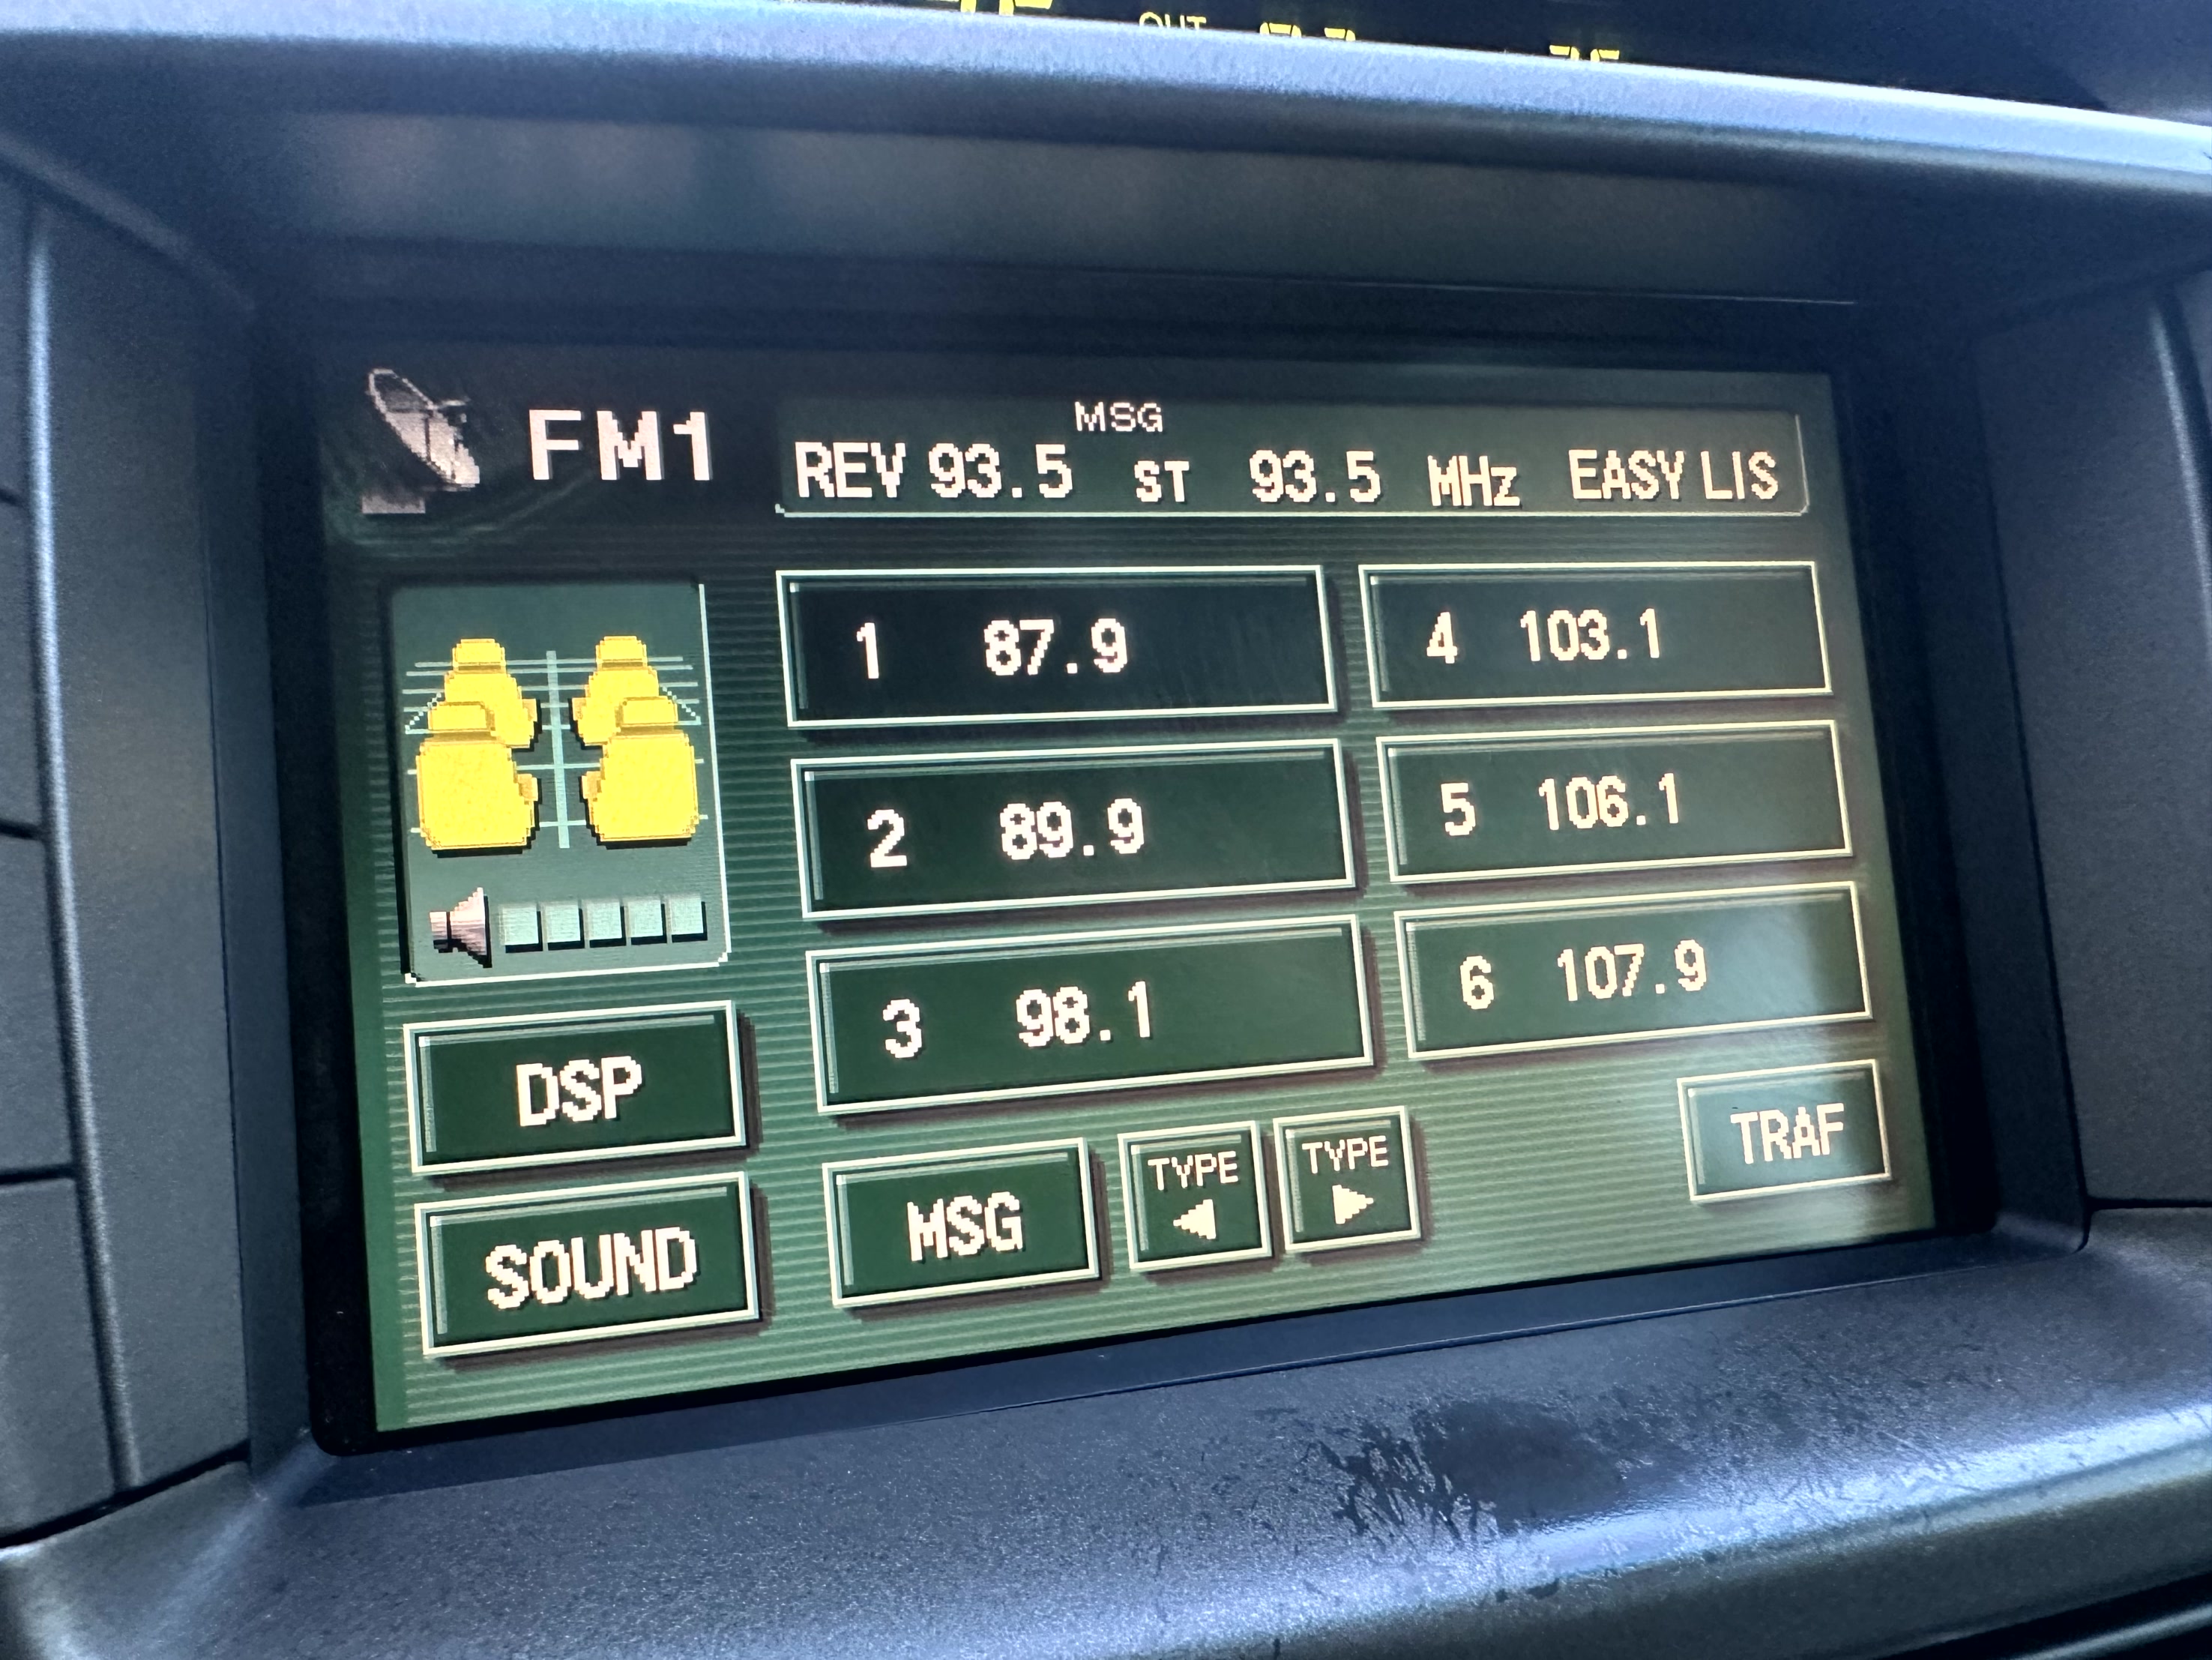 OUT
FM1
MSG
REV 93.5 ST 93.5 MHz EASY LIS
1 87.9
4 103.1
2 89.9
5 106.1
3 98.1
6 107.9
DSP
SOUND
MSG
TYPE
TYPE
TRAF